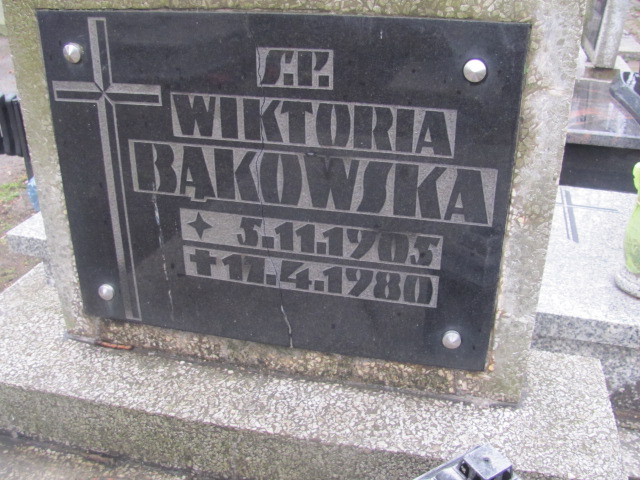 Ś.P.
WIKTORIA
BĄKOWSKA
5.11.1905
17.4.1980